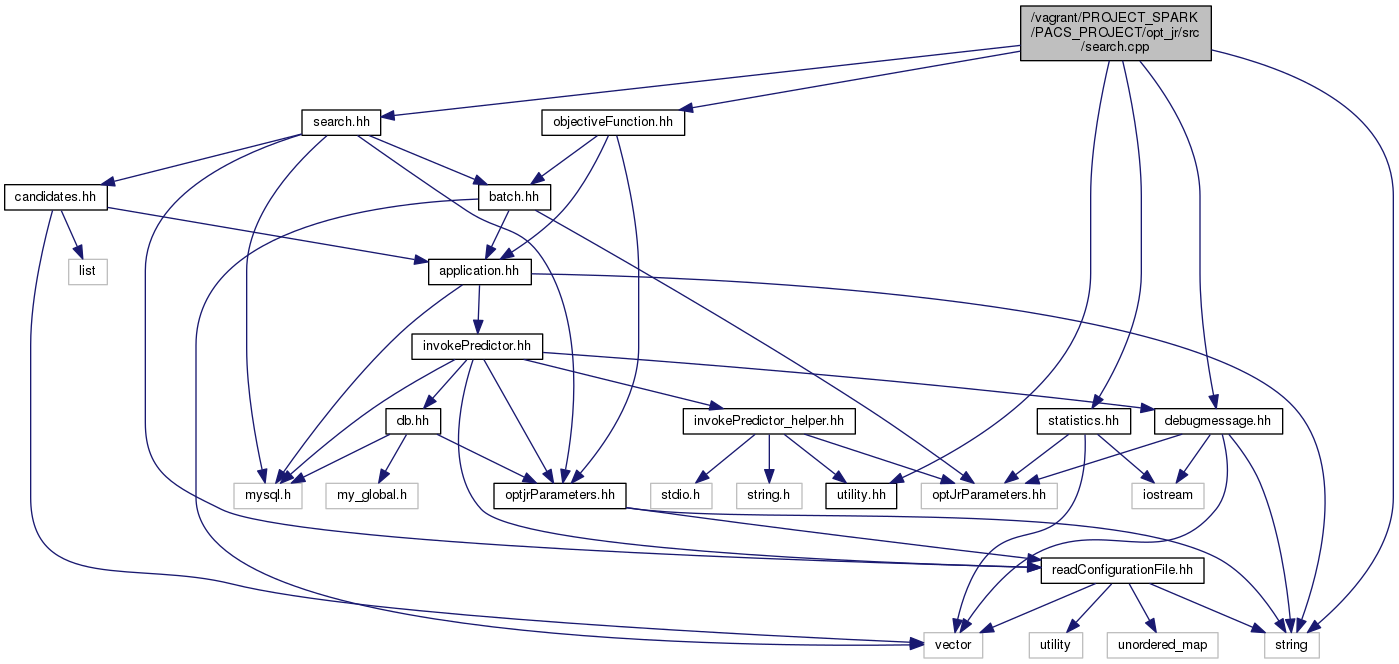 /vagrant/PROJECT_SPARK
/PACS_PROJECT/opt_jr/src
/search.cpp
search.hh
objectiveFunction.hh
candidates.hh
batch.hh
list
application.hh
invokePredictor.hh
db.hh
invokePredictor_helper.hh
statistics.hh
debugmessage.hh
mysql.h
my_global.h
optjrParameters.hh
stdio.h
string.h
utility.hh
optJrParameters.hh
iostream
readConfigurationFile.hh
vector
utility
unordered_map
string